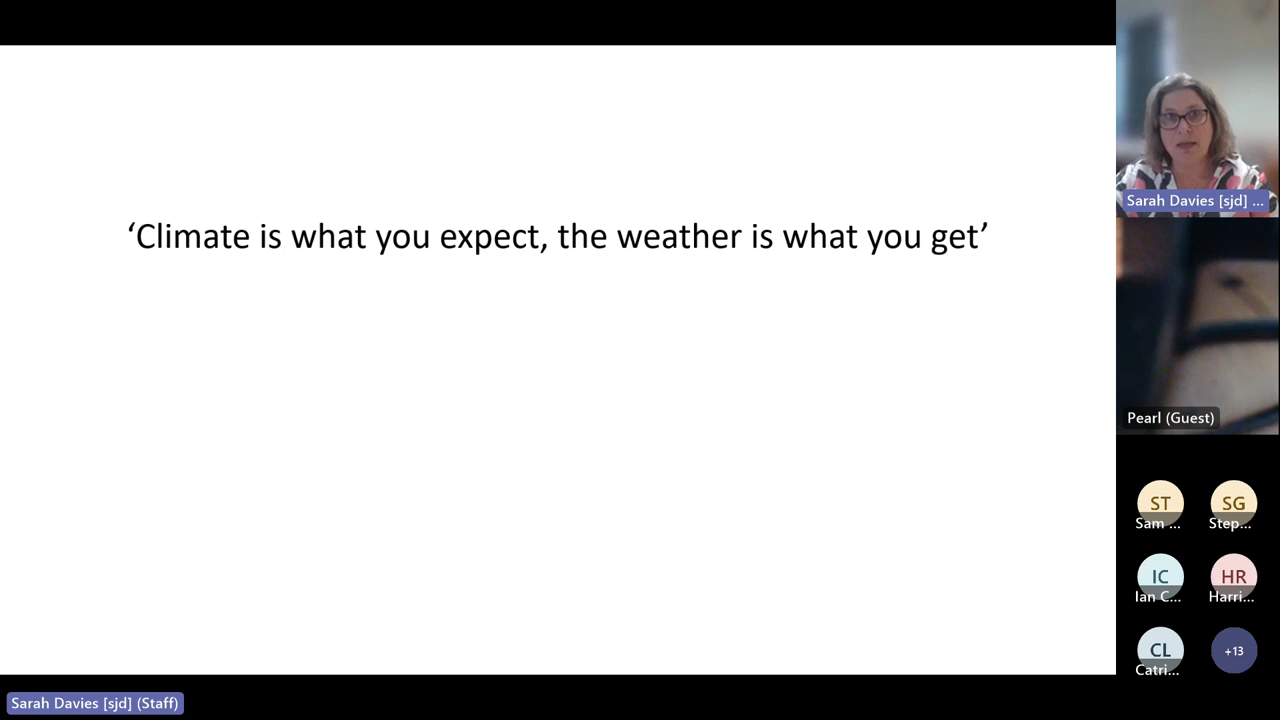 ‘Climate is what you expect, the weather is what you get’
Sarah Davies [sjd] ...
Pearl (Guest)
ST
Sam ...
SG
Step...
IC
Ian C...
HR
Harri...
CL
Catri...
+13
Sarah Davies [sjd] (Staff)